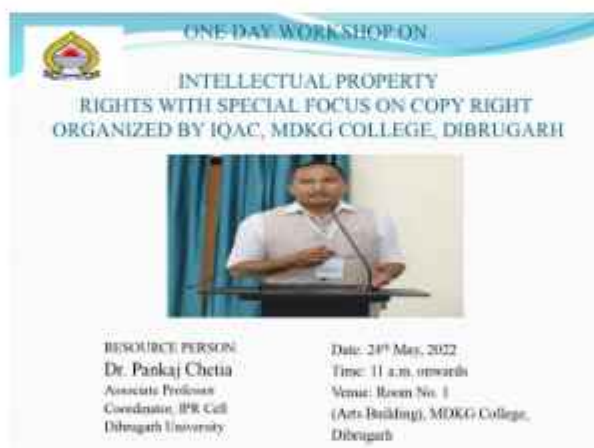 ONE DAY WORKSHOP ON
INTELLECTUAL PROPERTY
RIGHTS WITH SPECIAL FOCUS ON COPY RIGHT
ORGANIZED BY IQAC, MDKG COLLEGE, DIBRUGARH
RESOURCE PERSON
Dr. Pankaj Chetia
Associate Professor
Coordinator, IPR Cell
Dibrugarh University
Date: 24th May, 2022
Time: 11 a.m. onwards
Venue: Room No. 1
(Arts Building), MDKG College,
Dibrugarh